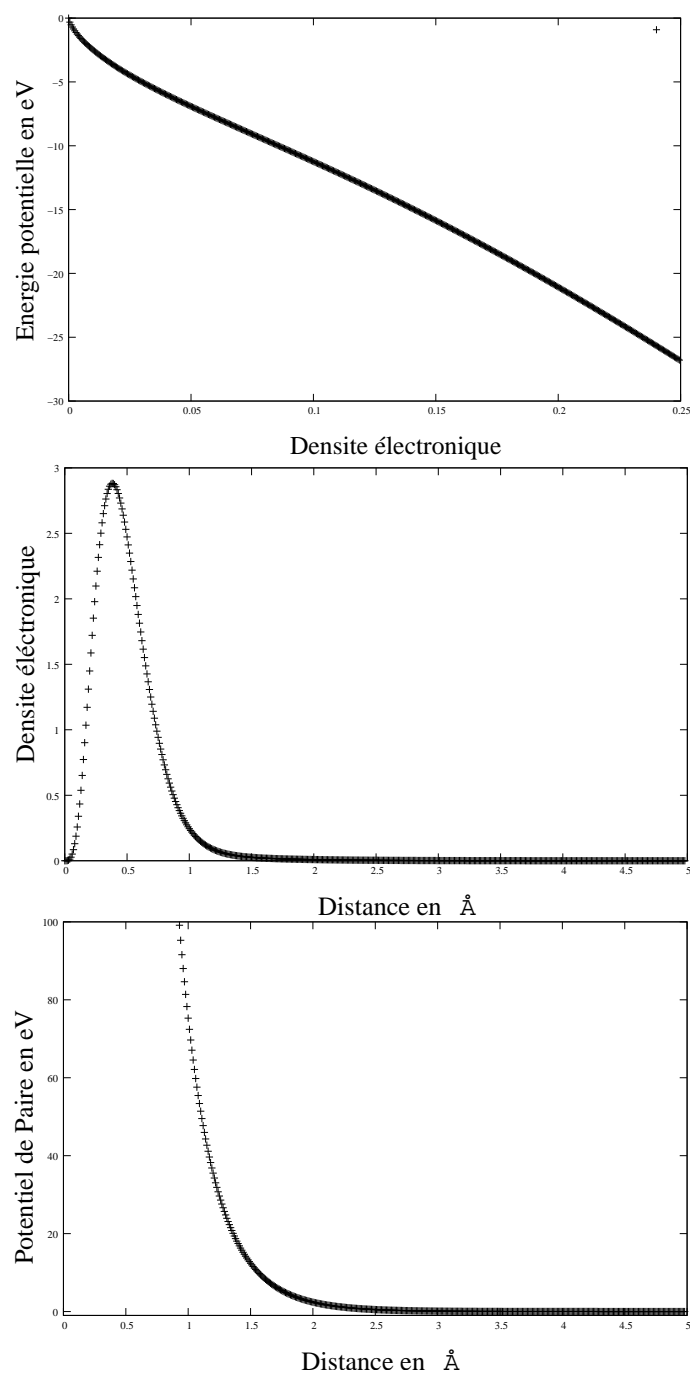 0
−5
−10
−15
−20
−25
−30
Energie potentielle en eV
0 0.05 0.1 0.15 0.2 0.25
Densite électronique
3
2.5
2
1.5
1
0.5
0
Densite éléctronique
0 0.5 1 1.5 2 2.5 3 3.5 4 4.5 5
Distance en Å
100
80
60
40
20
0
Potentiel de Paire en eV
0 0.5 1 1.5 2 2.5 3 3.5 4 4.5 5
Distance en Å